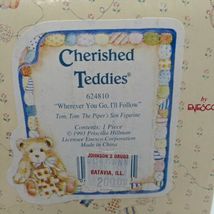 Cherished
Teddies®
624810
"Wherever You Go, I'll Follow"
Tom, Tom The Piper's Son Figurine
Contents: 1 Piece
© 1993 Priscilla Hillman
Licensee Enesco Corporation
Made in China
JOHNSON'S DRUGS
BATAVIA, ILL.
by
ENESCO